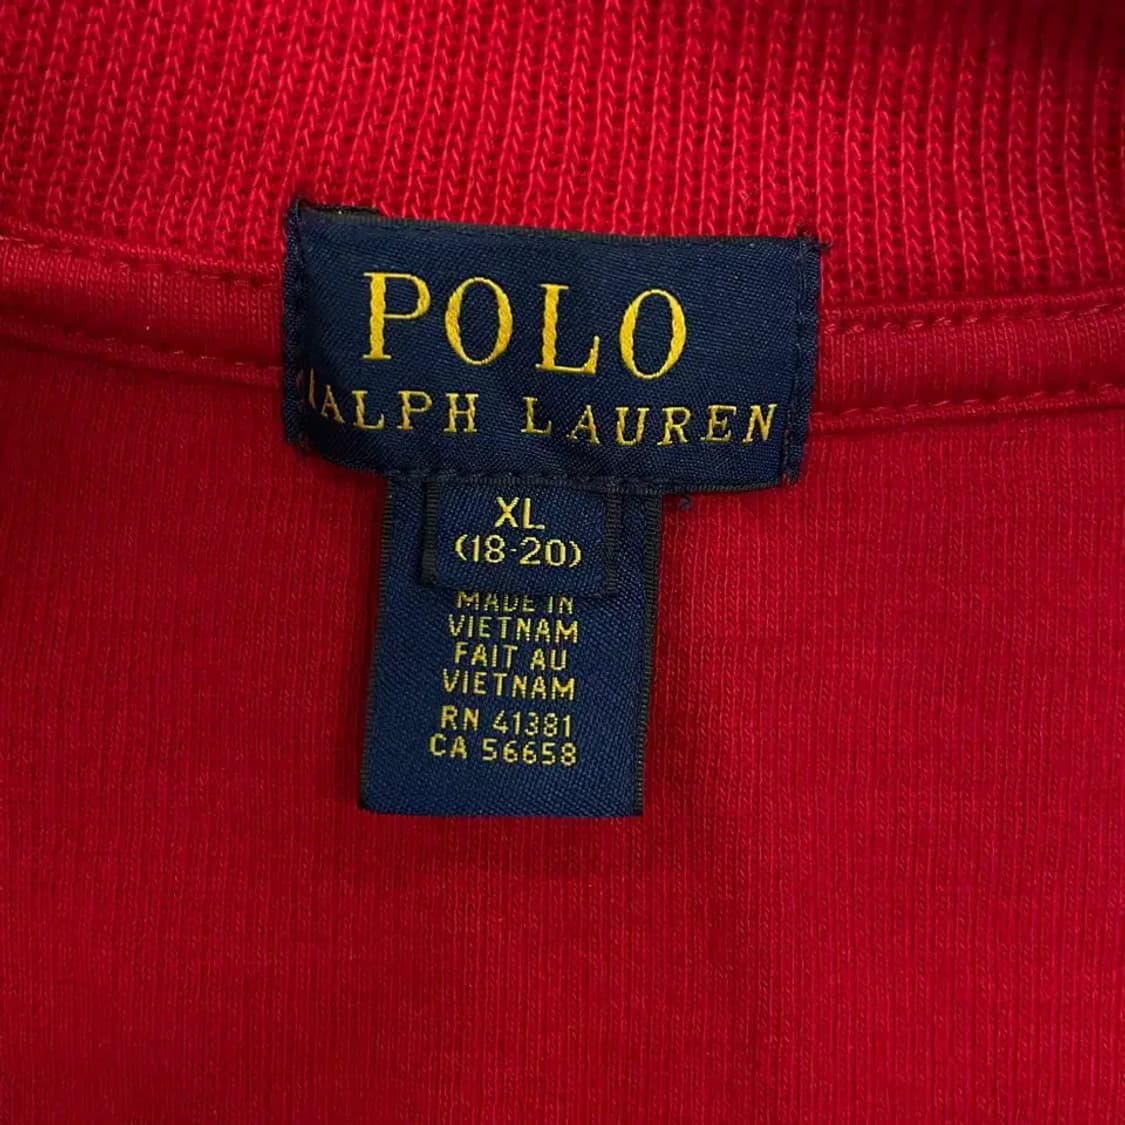 POLO
RALPH LAUREN
XL
(18-20)
MADE IN
VIETNAM
FAIT AU
VIETNAM
RN 41381
CA 56658